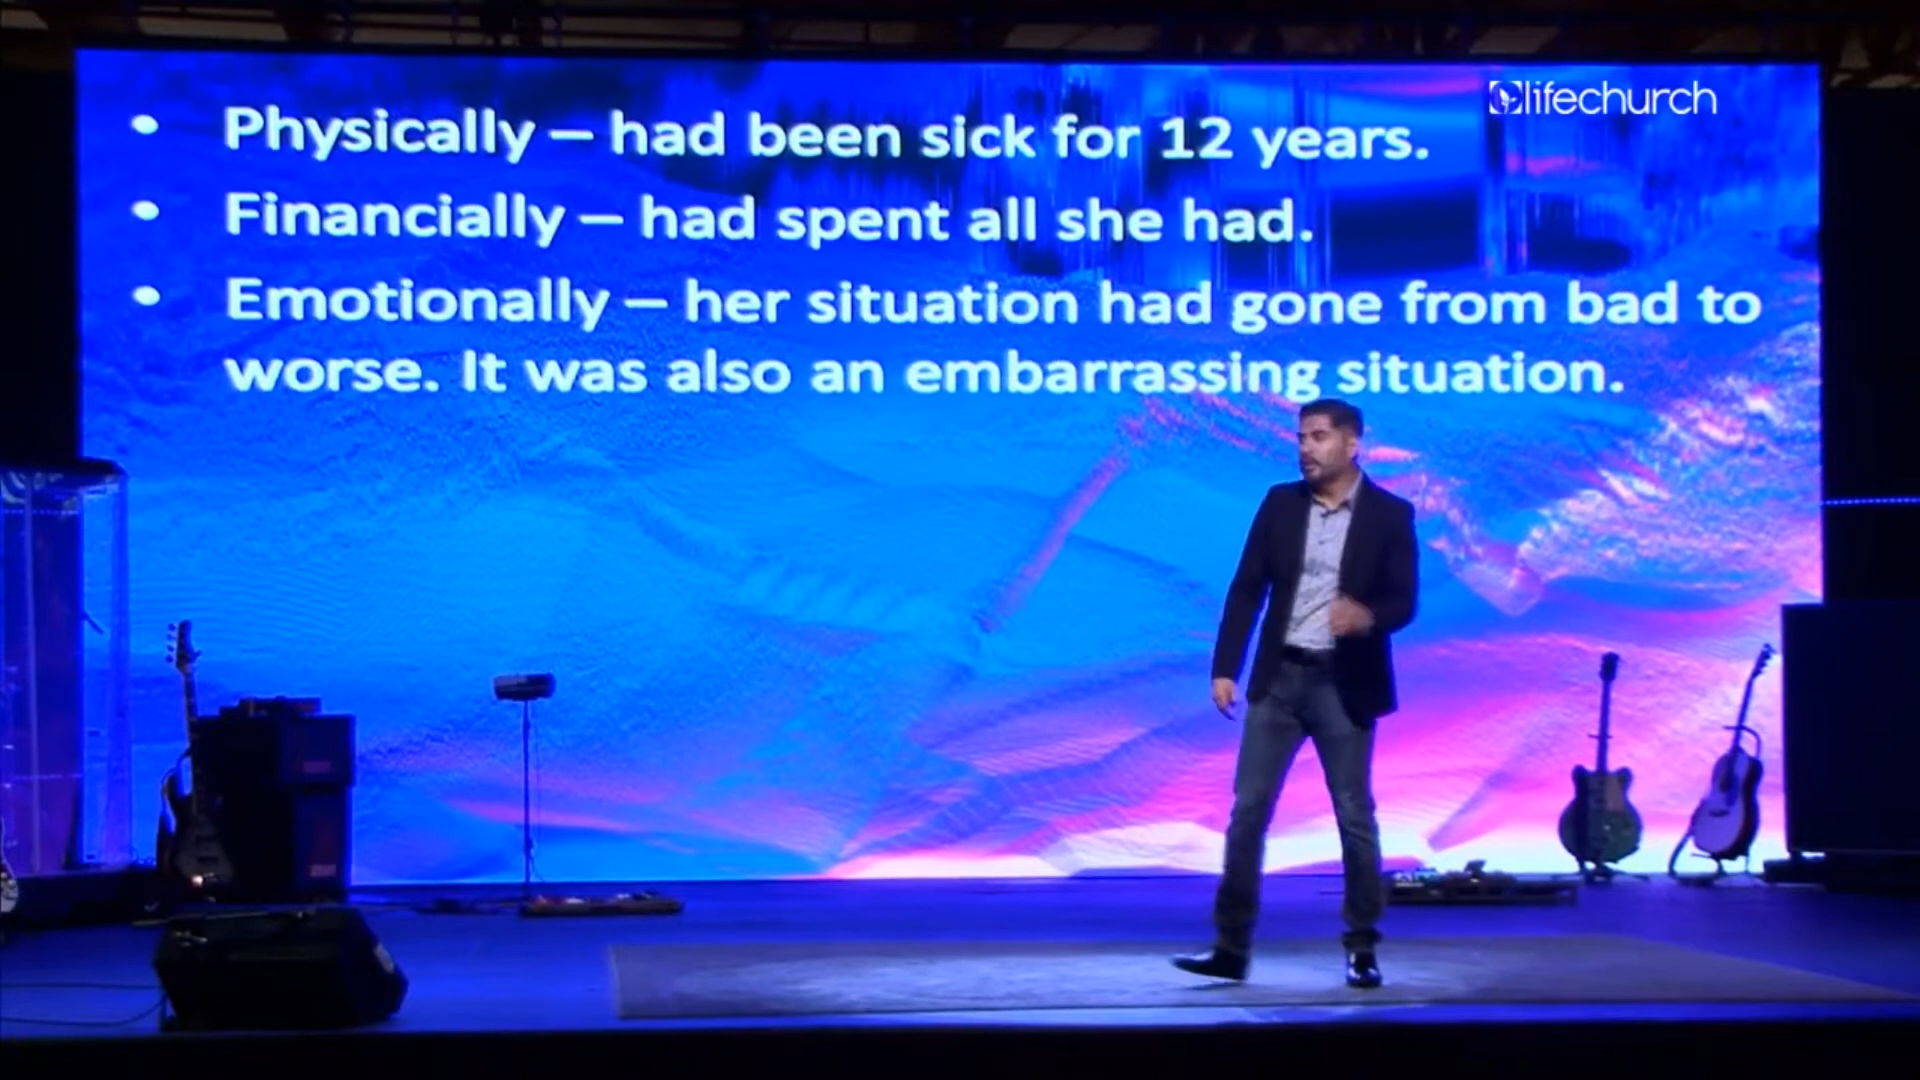 lifechurch
• Physically – had been sick for 12 years.
• Financially – had spent all she had.
• Emotionally – her situation had gone from bad to
worse. It was also an embarrassing situation.